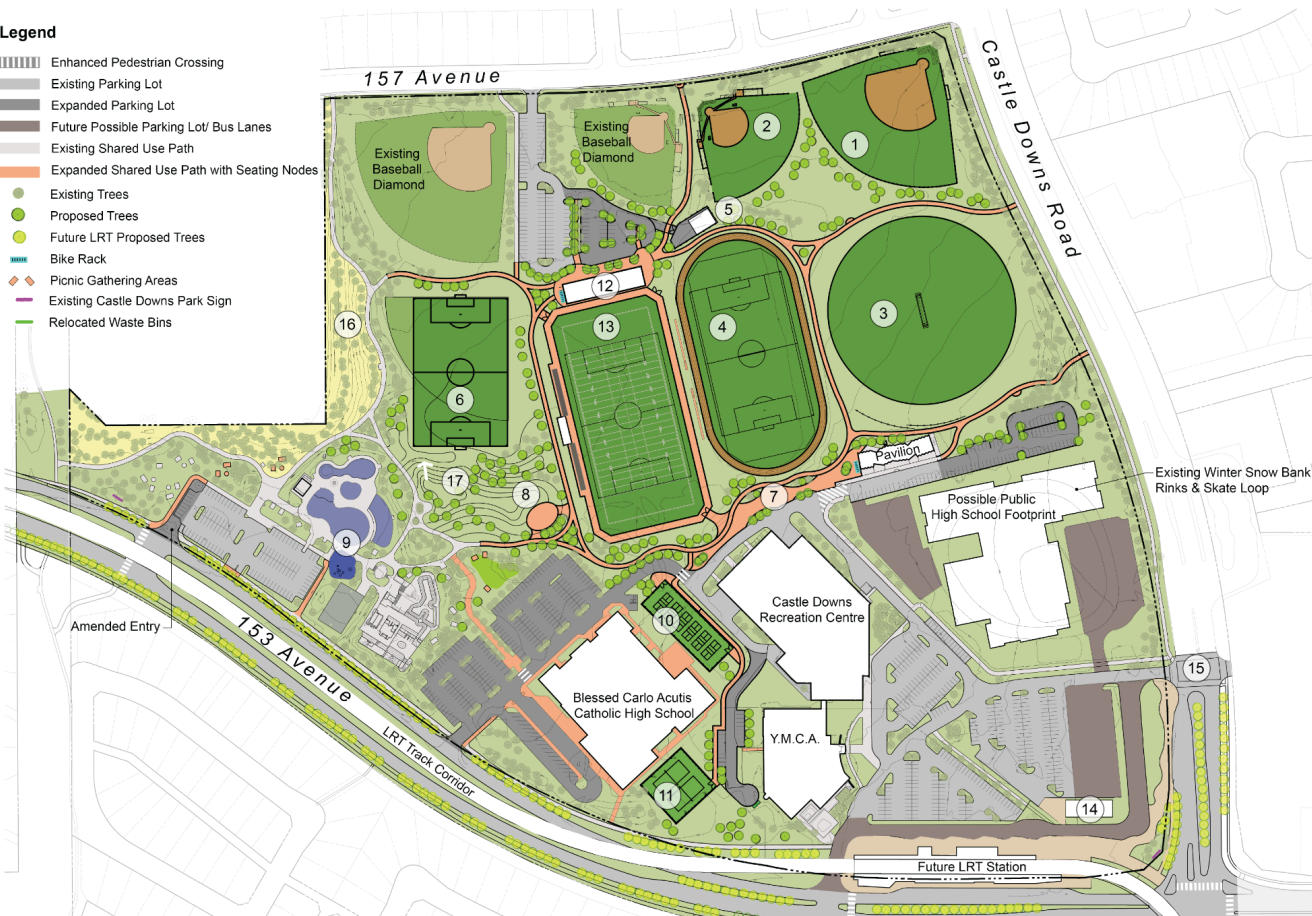 Legend
Enhanced Pedestrian Crossing
Existing Parking Lot
Expanded Parking Lot
Future Possible Parking Lot/ Bus Lanes
Existing Shared Use Path
Expanded Shared Use Path with Seating Nodes
Existing Trees
Proposed Trees
Future LRT Proposed Trees
Bike Rack
Picnic Gathering Areas
Existing Castle Downs Park Sign
Relocated Waste Bins
157 Avenue
Castle Downs Road
Existing
Baseball
Diamond
Existing
Baseball
Diamond
2
1
5
12
13
4
3
16
6
17
8
7
Pavilion
Existing Winter Snow Bank
Rinks & Skate Loop
Possible Public
High School Footprint
9
Amended Entry
153 Avenue
LRT Track Corridor
10
Castle Downs
Recreation Centre
Blessed Carlo Acutis
Catholic High School
Y.M.C.A.
11
15
14
Future LRT Station